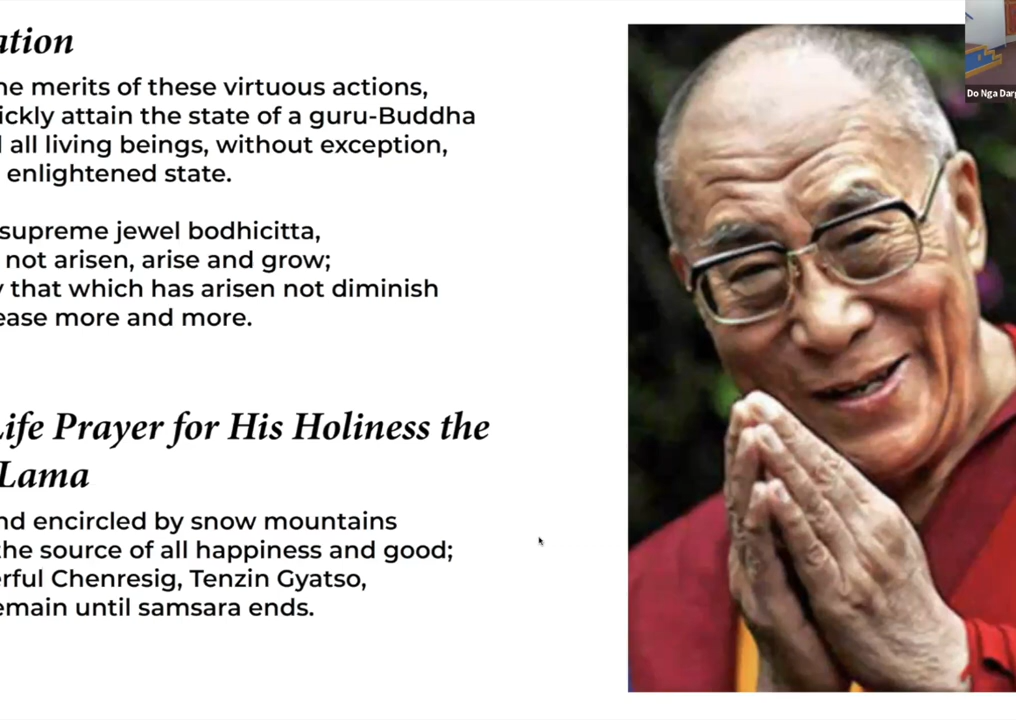 ation
he merits of these virtuous actions,
ickly attain the state of a guru-Buddha
all living beings, without exception,
enlightened state.
supreme jewel bodhicitta,
not arisen, arise and grow;
y that which has arisen not diminish
ease more and more.
Life Prayer for His Holiness the
Lama
nd encircled by snow mountains
the source of all happiness and good;
erful Chenresig, Tenzin Gyatso,
emain until samsara ends.
Do Nga Darg